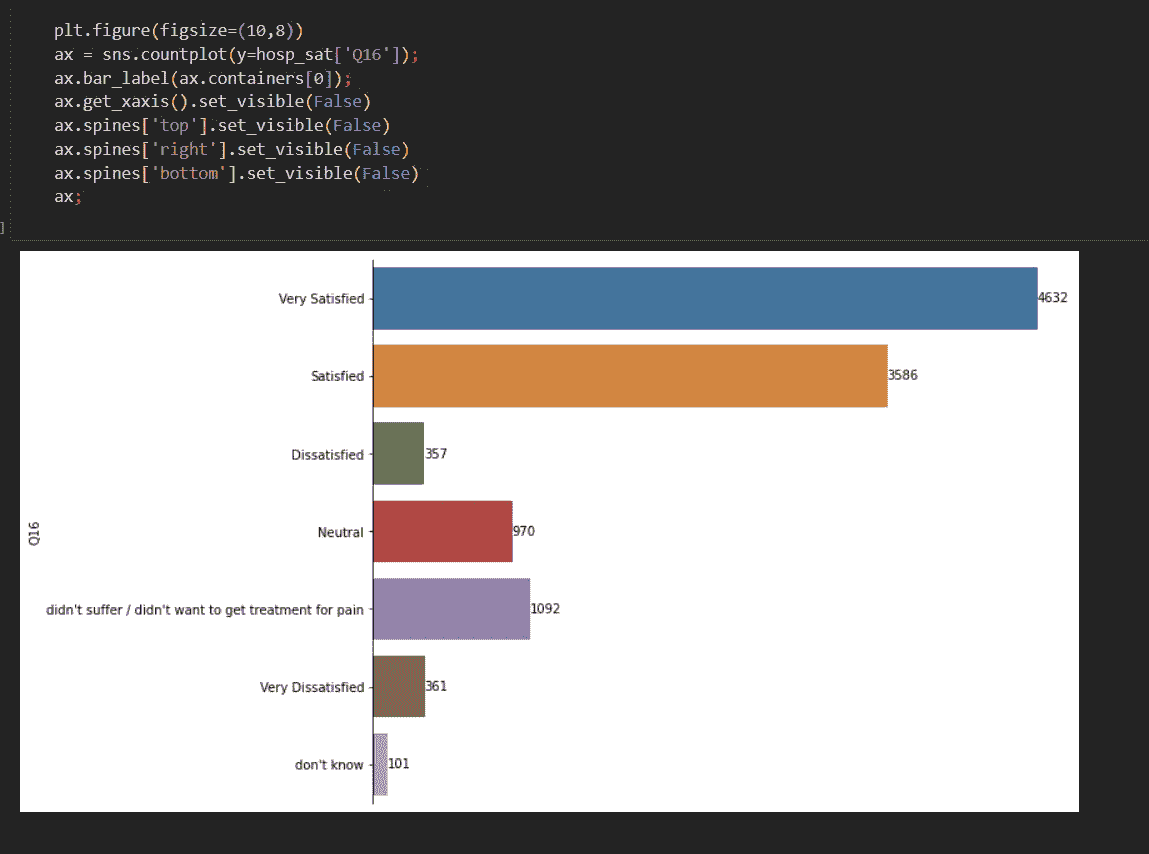 plt.figure(figsize=(10,8))
ax = sns.countplot(y=hosp_sat['Q16']);
ax.bar_label(ax.containers[0]);
ax.get_xaxis().set_visible(False)
ax.spines['top'].set_visible(False)
ax.spines['right'].set_visible(False)
ax.spines['bottom'].set_visible(False)
ax;
]
Very Satisfied
4632
Satisfied
3586
Dissatisfied
357
Neutral
970
Q16
didn't suffer / didn't want to get treatment for pain
1092
Very Dissatisfied
361
don't know
101